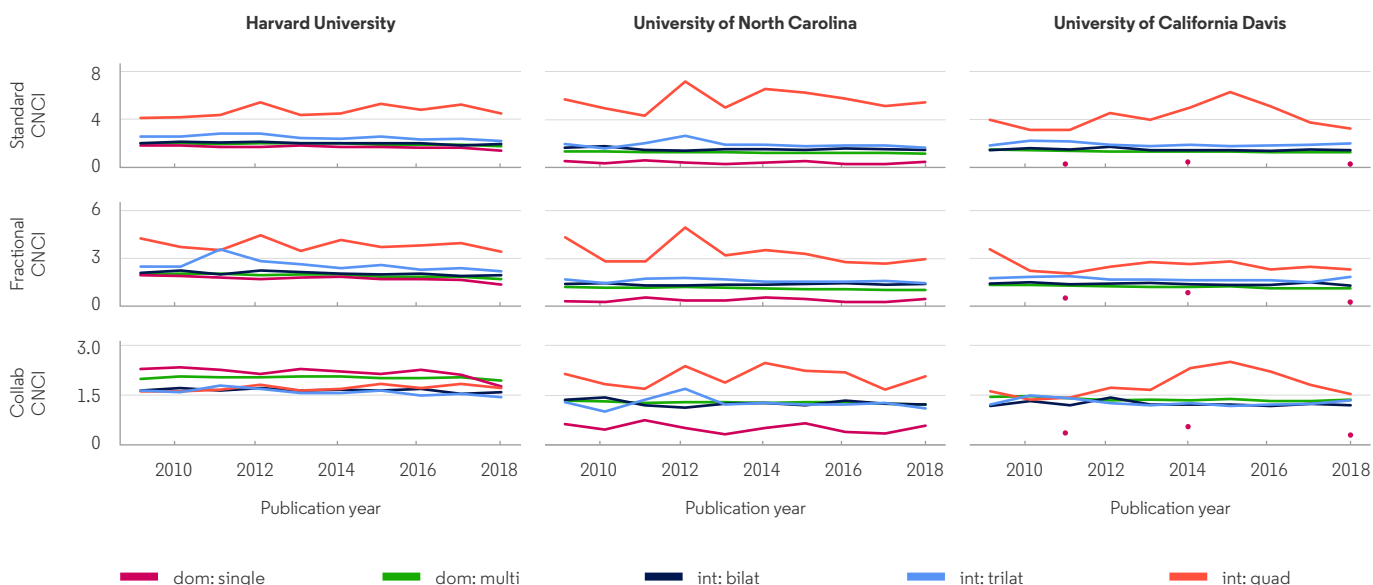 Harvard University
University of North Carolina
University of California Davis
Standard
CNCI
8
4
0
Fractional
CNCI
6
3
0
Collab
CNCI
3.0
1.5
0
2010 2012 2014 2016 2018
2010 2012 2014 2016 2018
2010 2012 2014 2016 2018
Publication year
Publication year
Publication year
dom: single
dom: multi
int: bilat
int: trilat
int: quad